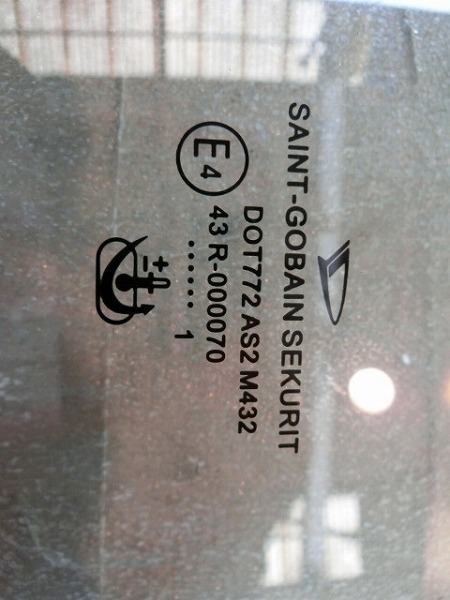 SAINT-GOBAIN SEKURIT
DOT772 AS2 M432
E4
43 R-000070
...... 1